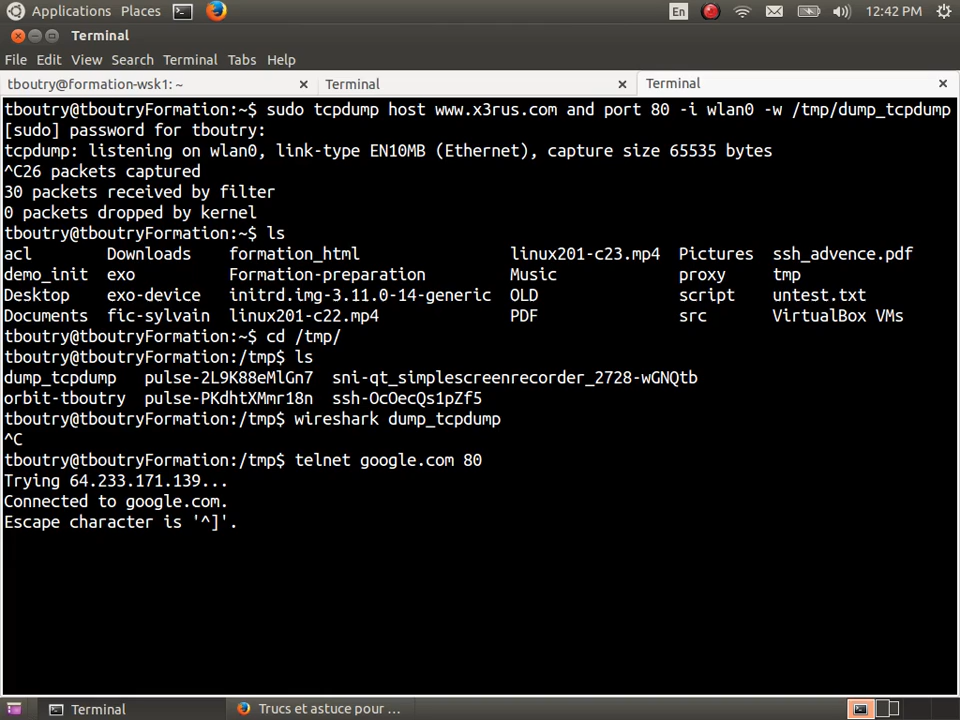 Applications Places En 12:42 PM
Terminal
File Edit View Search Terminal Tabs Help
tboutry@formation-wsk1: ~ × Terminal × Terminal ×
tboutry@tboutryFormation:~$ sudo tcpdump host www.x3rus.com and port 80 -i wlan0 -w /tmp/dump_tcpdump
[sudo] password for tboutry:
tcpdump: listening on wlan0, link-type EN10MB (Ethernet), capture size 65535 bytes
^C26 packets captured
30 packets received by filter
0 packets dropped by kernel
tboutry@tboutryFormation:~$ ls
acl Downloads formation_html linux201-c23.mp4 Pictures ssh_advence.pdf
demo_init exo Formation-preparation Music proxy tmp
Desktop exo-device initrd.img-3.11.0-14-generic OLD script untest.txt
Documents fic-sylvain linux201-c22.mp4 PDF src VirtualBox VMs
tboutry@tboutryFormation:~$ cd /tmp/
tboutry@tboutryFormation:/tmp$ ls
dump_tcpdump pulse-2L9K88eMlGn7 sni-qt_simplescreenrecorder_2728-wGNQtb
orbit-tboutry pulse-PKdhtXMmr18n ssh-OcOecQs1pZf5
tboutry@tboutryFormation:/tmp$ wireshark dump_tcpdump
^C
tboutry@tboutryFormation:/tmp$ telnet google.com 80
Trying 64.233.171.139...
Connected to google.com.
Escape character is '^]'.
Terminal Trucs et astuce pour ...